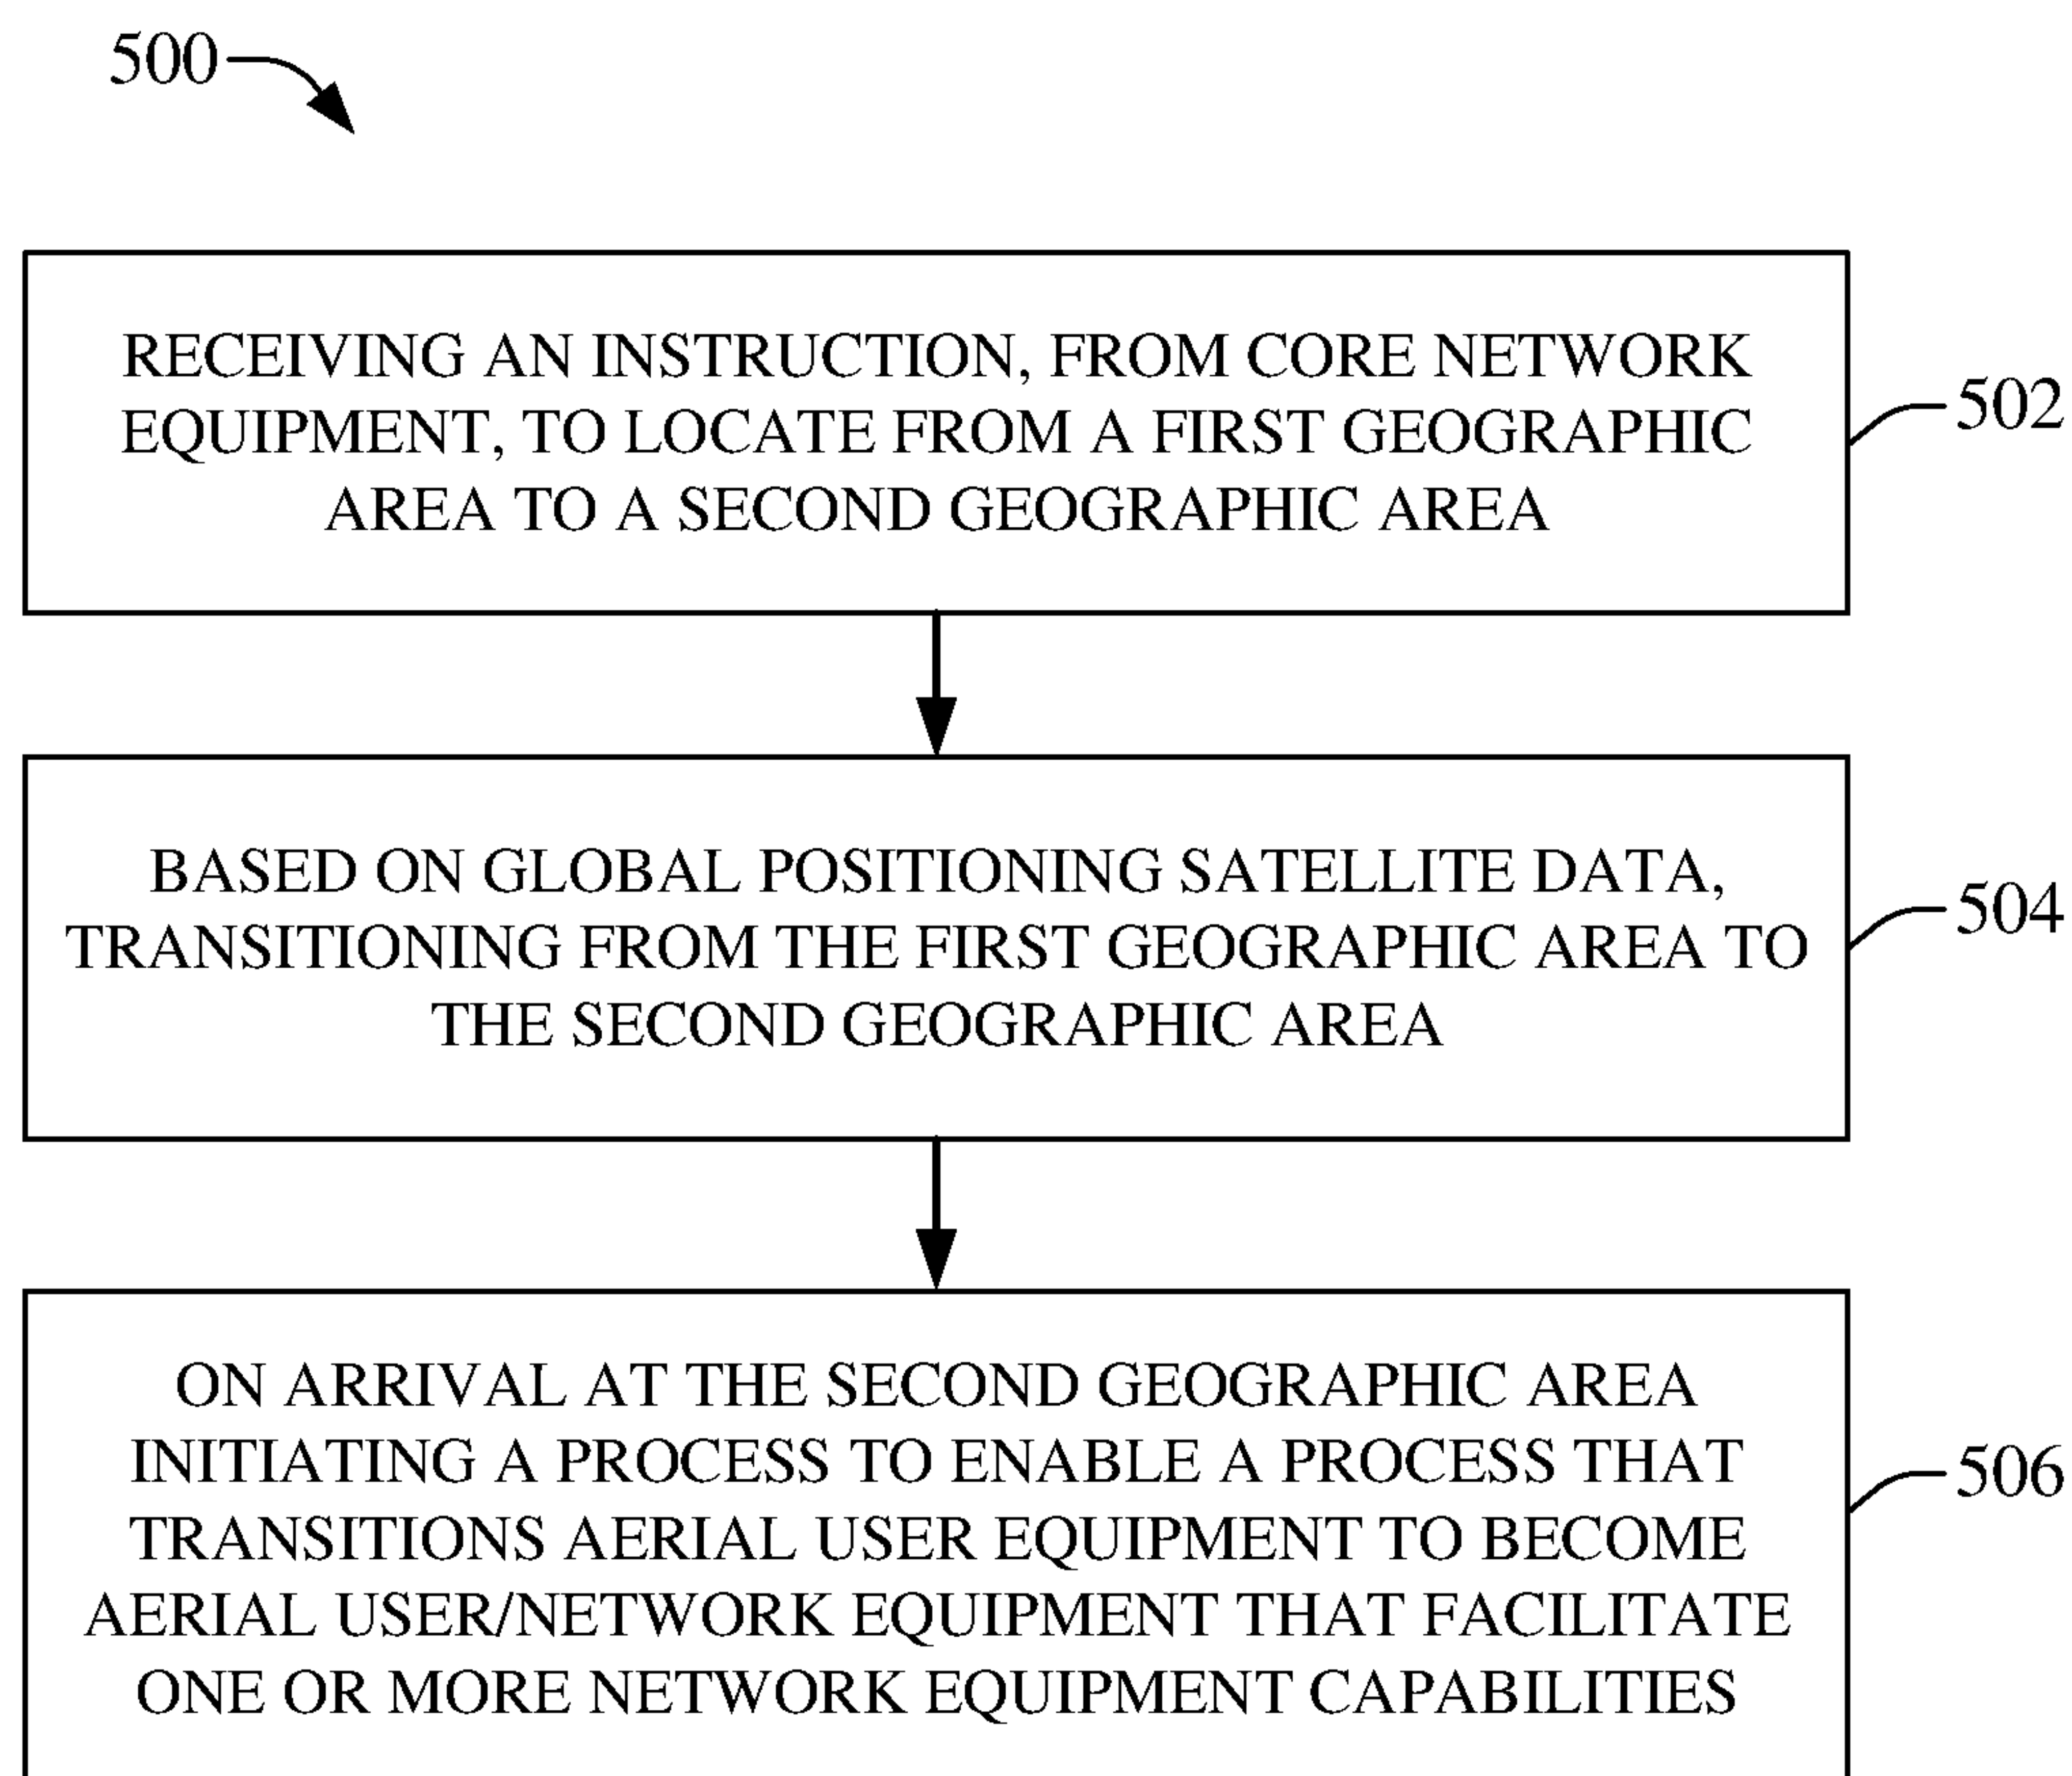 500
RECEIVING AN INSTRUCTION, FROM CORE NETWORK
EQUIPMENT, TO LOCATE FROM A FIRST GEOGRAPHIC
AREA TO A SECOND GEOGRAPHIC AREA
502
BASED ON GLOBAL POSITIONING SATELLITE DATA,
TRANSITIONING FROM THE FIRST GEOGRAPHIC AREA TO
THE SECOND GEOGRAPHIC AREA
504
ON ARRIVAL AT THE SECOND GEOGRAPHIC AREA
INITIATING A PROCESS TO ENABLE A PROCESS THAT
TRANSITIONS AERIAL USER EQUIPMENT TO BECOME
AERIAL USER/NETWORK EQUIPMENT THAT FACILITATE
ONE OR MORE NETWORK EQUIPMENT CAPABILITIES
506